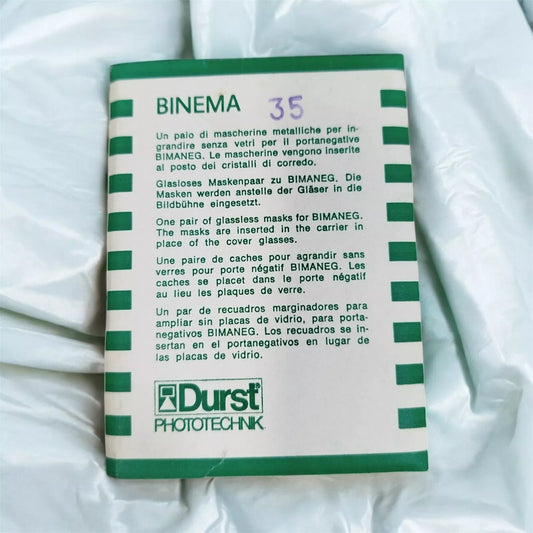 BINEMA 35
Un paio di mascherine metalliche per in-
grandire senza vetri per il portanegative
BIMANEG. Le mascherine vengono inserite
al posto dei cristalli di corredo.
Glasloses Maskenpaar zu BIMANEG. Die
Masken werden anstelle der Gläser in die
Bildbühne eingesetzt.
One pair of glassless masks for BIMANEG.
The masks are inserted in the carrier in
place of the cover glasses.
Une paire de caches pour agrandir sans
verres pour porte négatif BIMANEG. Les
caches se placet dans le porte négatif
au lieu les plaques de verre.
Un par de recuadros marginadores para
ampliar sin placas de vidrio, para porta-
negativos BIMANEG. Los recuadros se in-
sertan en el portanegativos en lugar de
las placas de vidrio.
Durst
PHOTOTECHNIK